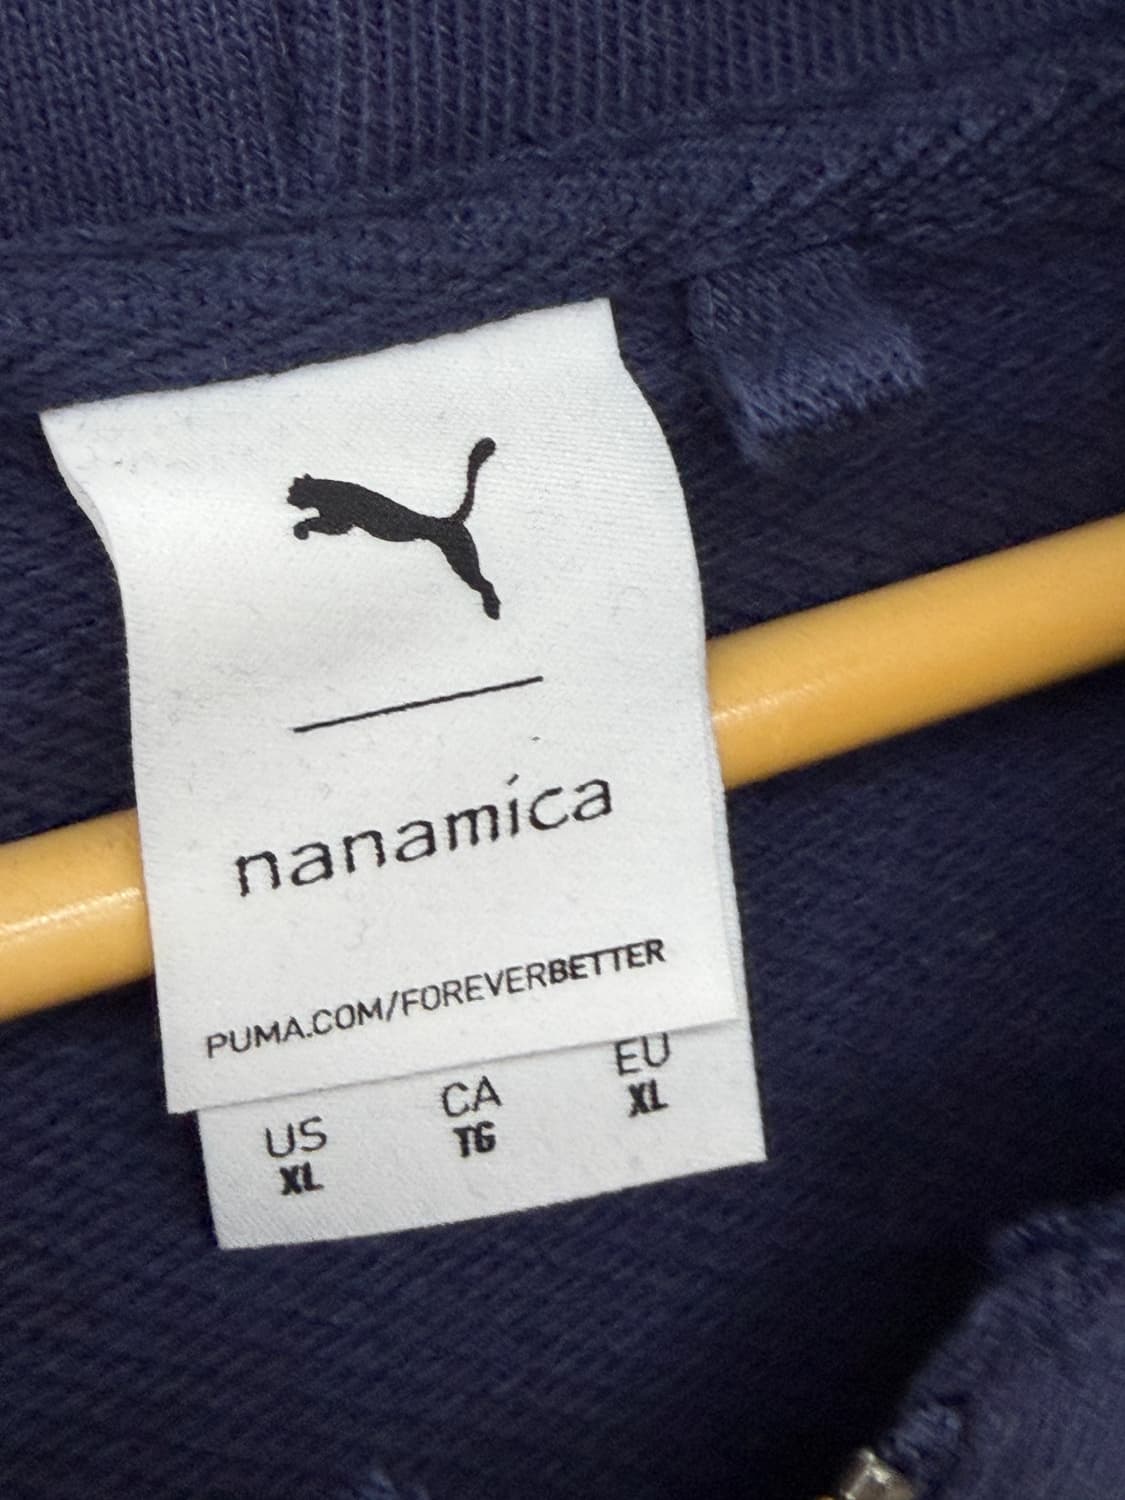 nanamica
PUMA.COM/FOREVERBETTER
US CA EU
XL TG XL